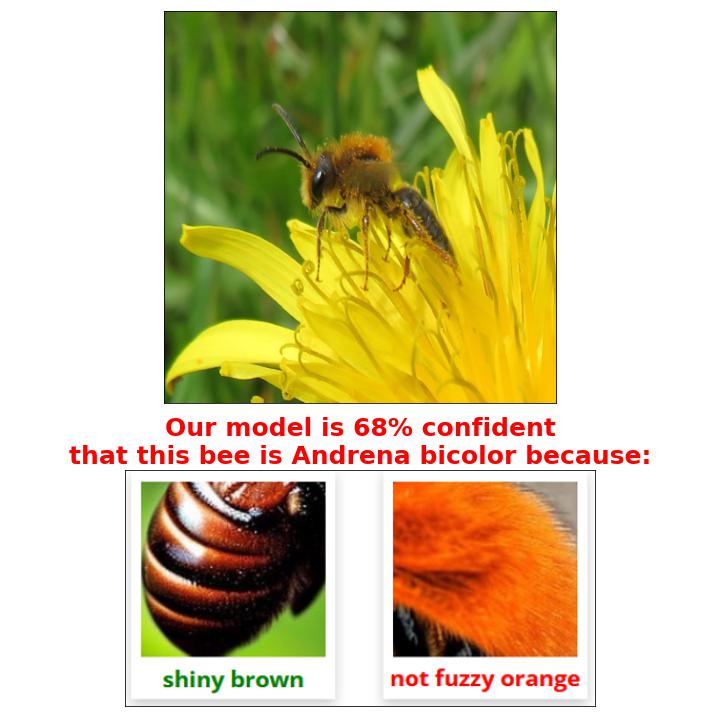 Our model is 68% confident
that this bee is Andrena bicolor because:
shiny brown
not fuzzy orange